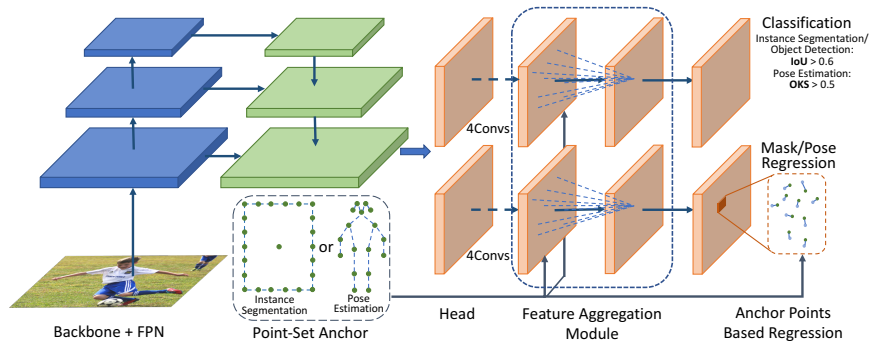 Classification
Instance Segmentation/
Object Detection:
IoU > 0.6
Pose Estimation:
OKS > 0.5
4Convs
Mask/Pose
Regression
4Convs
or
Instance
Segmentation
Pose
Estimation
Backbone + FPN
Point-Set Anchor
Head
Feature Aggregation
Module
Anchor Points
Based Regression